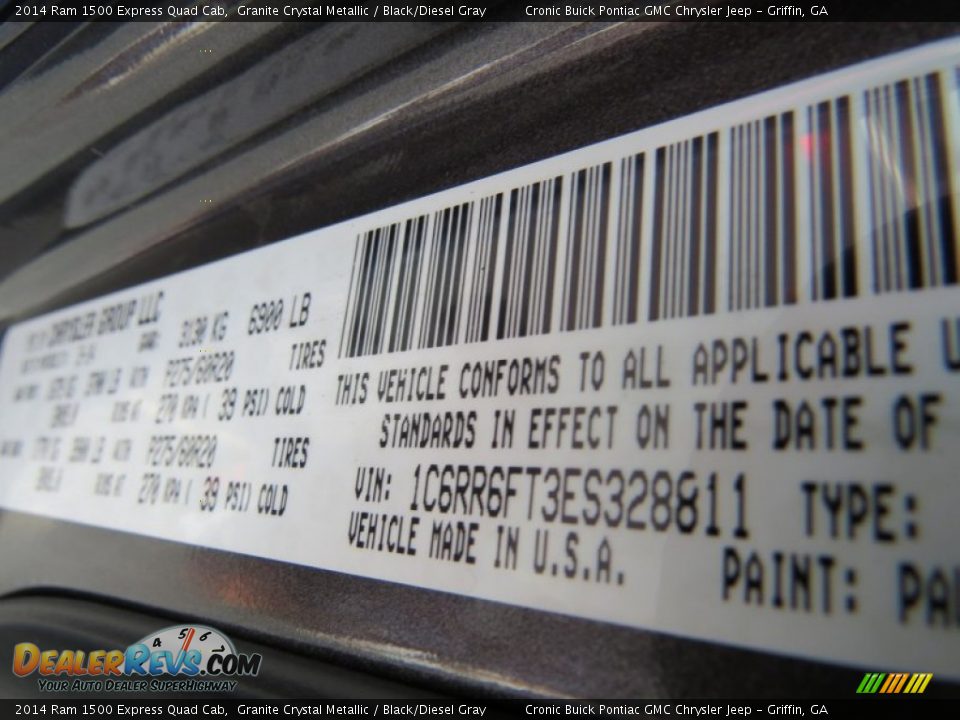 2014 Ram 1500 Express Quad Cab, Granite Crystal Metallic / Black/Diesel Gray Cronic Buick Pontiac GMC Chrysler Jeep - Griffin, GA
CHRYSLER GROUP LLC
3130 KG 6900 LB
P275/60R20 TIRES
270 KPA ( 39 PSI) COLD
P275/60R20 TIRES
270 KPA ( 39 PSI) COLD
THIS VEHICLE CONFORMS TO ALL APPLICABLE
STANDARDS IN EFFECT ON THE DATE OF
VIN: 1C6RR6FT3ES328811 TYPE:
VEHICLE MADE IN U.S.A.
PAINT:
4 5 6
DealerRevs.com
Your Auto Dealer SuperHighway
2014 Ram 1500 Express Quad Cab, Granite Crystal Metallic / Black/Diesel Gray Cronic Buick Pontiac GMC Chrysler Jeep - Griffin, GA